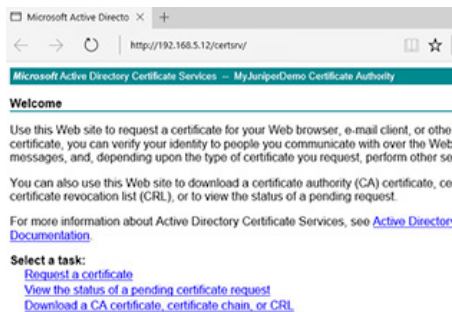 Microsoft Active Directo
http://192.168.5.12/certsrv/
Microsoft Active Directory Certificate Services -- MyJuniperDemo Certificate Authority
Welcome
Use this Web site to request a certificate for your Web browser, e-mail client, or othe
certificate, you can verify your identity to people you communicate with over the Web
messages, and, depending upon the type of certificate you request, perform other se
You can also use this Web site to download a certificate authority (CA) certificate, ce
certificate revocation list (CRL), or to view the status of a pending request.
For more information about Active Directory Certificate Services, see Active Directory
Documentation.
Select a task:
Request a certificate
View the status of a pending certificate request
Download a CA certificate, certificate chain, or CRL